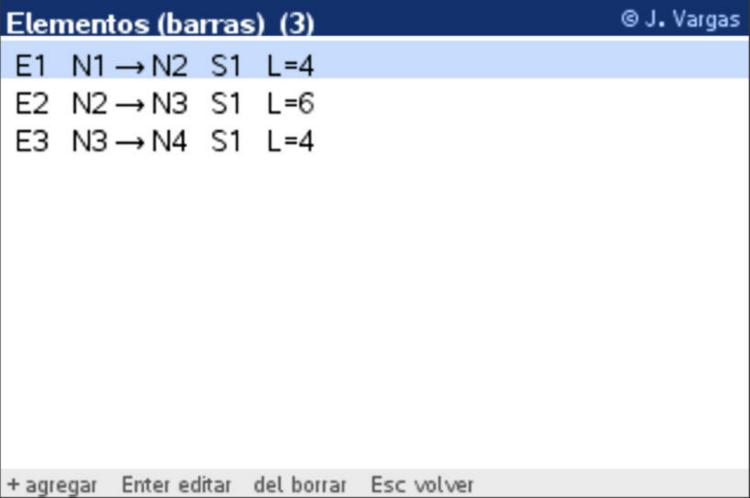 Elementos (barras) (3) © J. Vargas
E1 N1→N2 S1 L=4
E2 N2→N3 S1 L=6
E3 N3→N4 S1 L=4
+ agregar Enter editar del borrar Esc volver